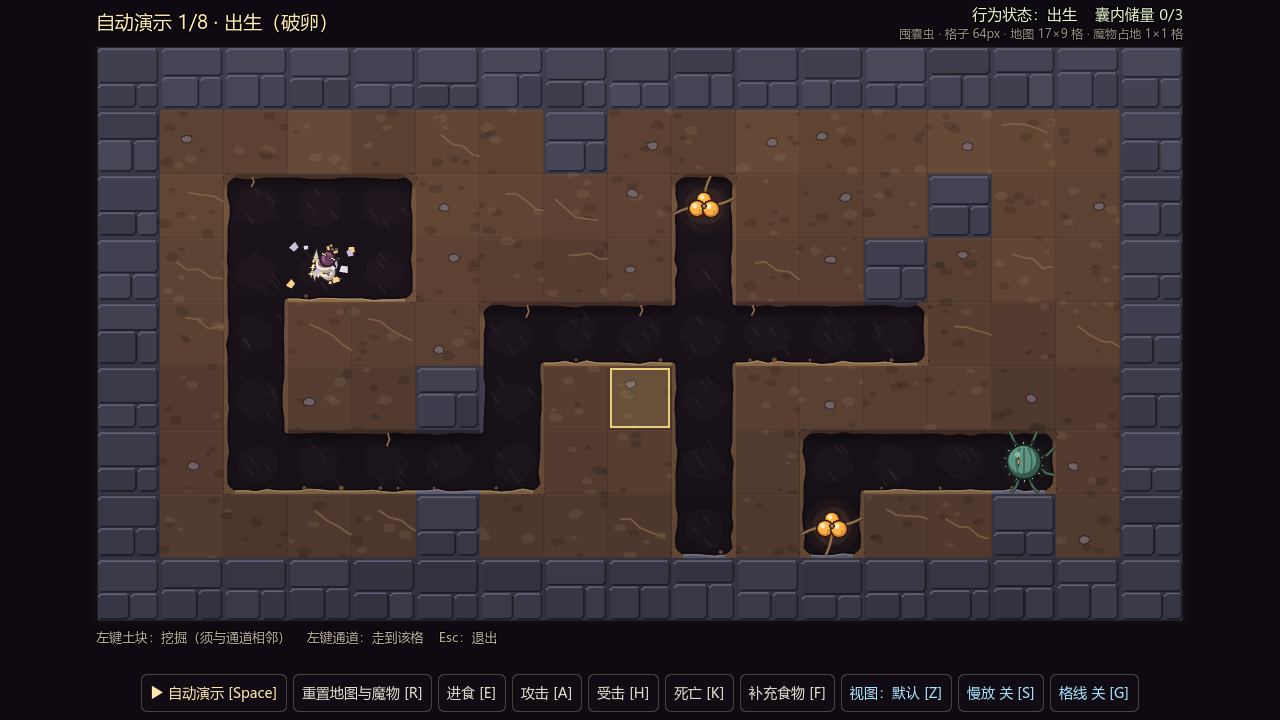 自动演示 1/8 · 出生（破卵）
行为状态：出生 囊内储量 0/3
囤囊虫 · 格子 64px · 地图 17×9 格 · 魔物占地 1×1 格
左键土块：挖掘（须与通道相邻） 左键通道：走到该格 Esc：退出
▶ 自动演示 [Space] 重置地图与魔物 [R] 进食 [E] 攻击 [A] 受击 [H] 死亡 [K] 补充食物 [F] 视图：默认 [Z] 慢放 关 [S] 格线 关 [G]